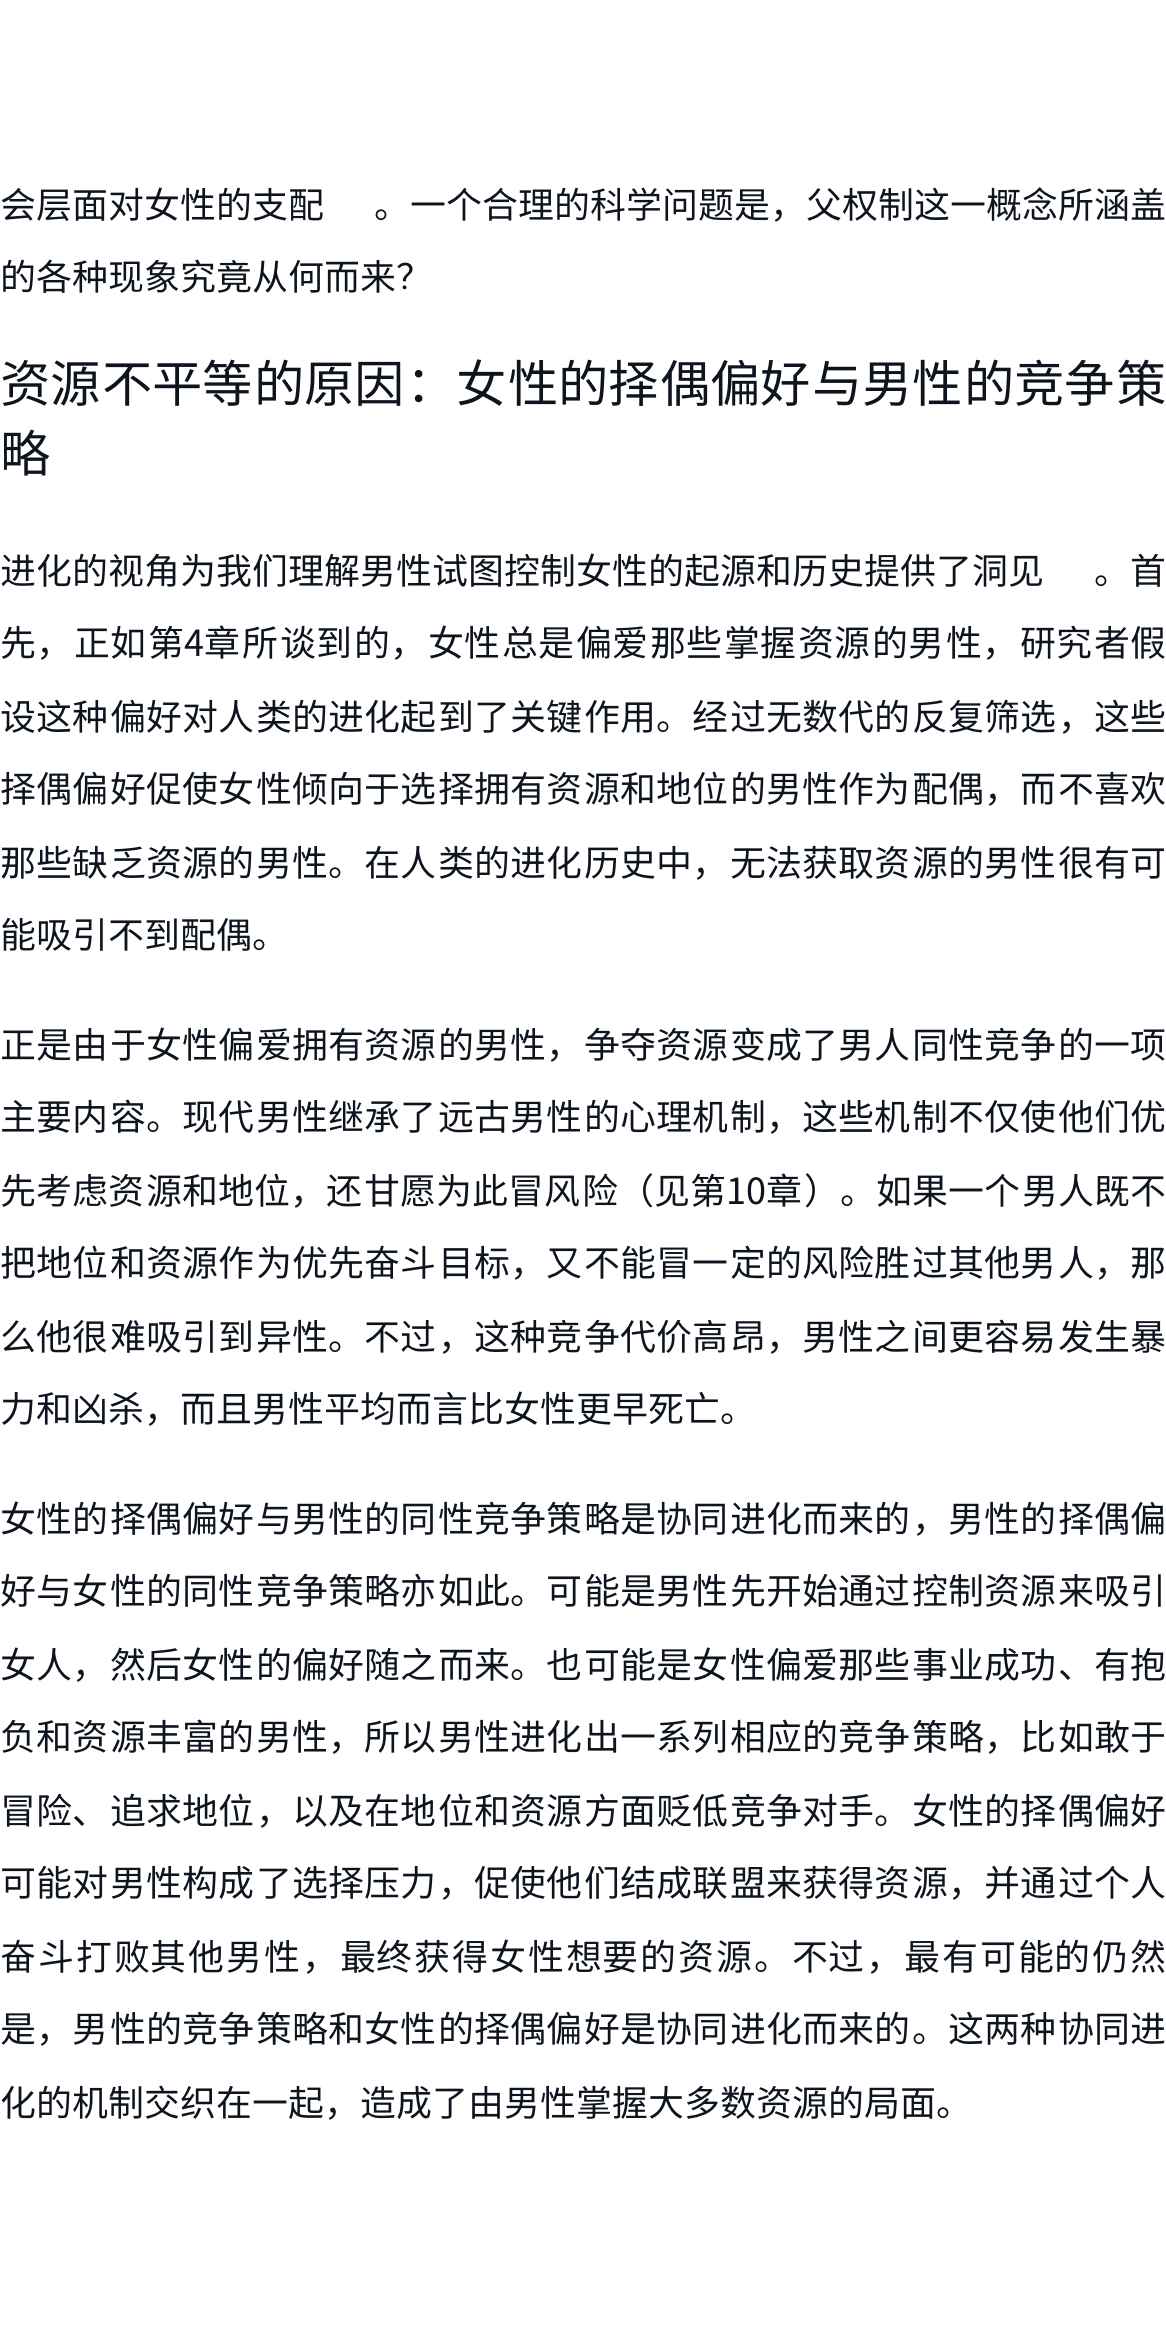 会层面对女性的支配　。一个合理的科学问题是，父权制这一概念所涵盖
的各种现象究竟从何而来？
资源不平等的原因：女性的择偶偏好与男性的竞争策
略
进化的视角为我们理解男性试图控制女性的起源和历史提供了洞见　。首
先，正如第4章所谈到的，女性总是偏爱那些掌握资源的男性，研究者假
设这种偏好对人类的进化起到了关键作用。经过无数代的反复筛选，这些
择偶偏好促使女性倾向于选择拥有资源和地位的男性作为配偶，而不喜欢
那些缺乏资源的男性。在人类的进化历史中，无法获取资源的男性很有可
能吸引不到配偶。
正是由于女性偏爱拥有资源的男性，争夺资源变成了男人同性竞争的一项
主要内容。现代男性继承了远古男性的心理机制，这些机制不仅使他们优
先考虑资源和地位，还甘愿为此冒风险（见第10章）。如果一个男人既不
把地位和资源作为优先奋斗目标，又不能冒一定的风险胜过其他男人，那
么他很难吸引到异性。不过，这种竞争代价高昂，男性之间更容易发生暴
力和凶杀，而且男性平均而言比女性更早死亡。
女性的择偶偏好与男性的同性竞争策略是协同进化而来的，男性的择偶偏
好与女性的同性竞争策略亦如此。可能是男性先开始通过控制资源来吸引
女人，然后女性的偏好随之而来。也可能是女性偏爱那些事业成功、有抱
负和资源丰富的男性，所以男性进化出一系列相应的竞争策略，比如敢于
冒险、追求地位，以及在地位和资源方面贬低竞争对手。女性的择偶偏好
可能对男性构成了选择压力，促使他们结成联盟来获得资源，并通过个人
奋斗打败其他男性，最终获得女性想要的资源。不过，最有可能的仍然
是，男性的竞争策略和女性的择偶偏好是协同进化而来的。这两种协同进
化的机制交织在一起，造成了由男性掌握大多数资源的局面。